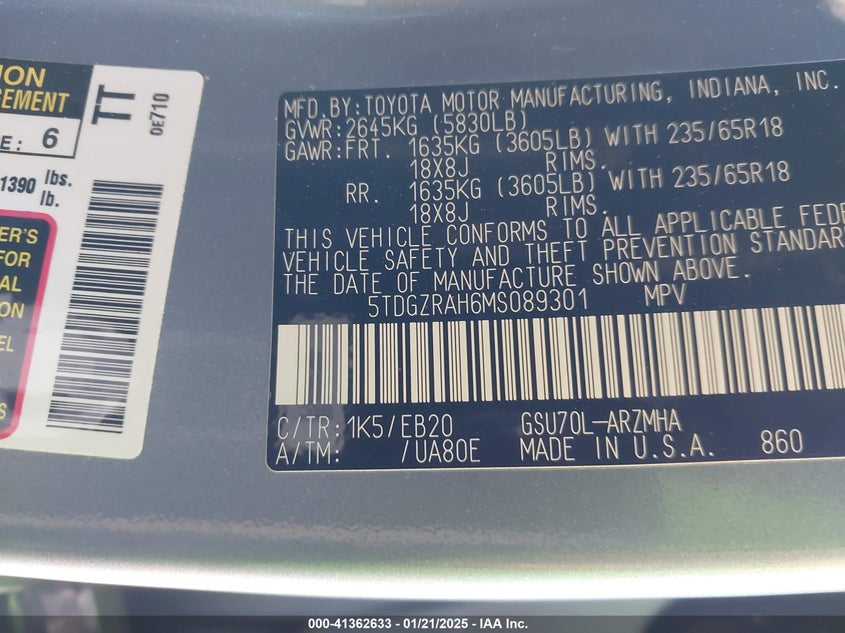 ION
CEMENT
E: 6
1390 lbs.
lb.
ER'S
FOR
AL
ION
EL
S
TT
0E710
MFD.BY:TOYOTA MOTOR MANUFACTURING, INDIANA, INC.
GVWR:2645KG (5830LB)
GAWR:FRT. 1635KG (3605LB) WITH 235/65R18
18X8J RIMS.
RR. 1635KG (3605LB) WITH 235/65R18
18X8J RIMS.
THIS VEHICLE CONFORMS TO ALL APPLICABLE FEDE
VEHICLE SAFETY AND THEFT PREVENTION STANDAR
THE DATE OF MANUFACTURE SHOWN ABOVE.
5TDGZRAH6MS089301 MPV
C/TR:1K5/EB20 GSU70L-ARZMHA
A/TM: /UA80E MADE IN U.S.A. 860
000-41362633 - 01/21/2025 - IAA Inc.